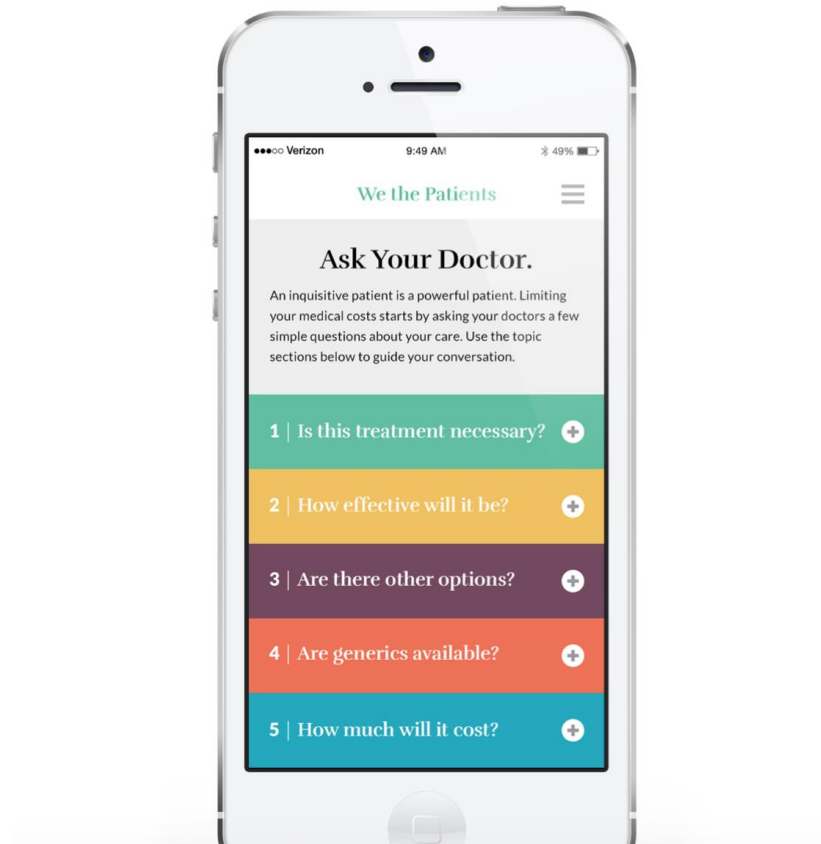 ●●●○○ Verizon 9:49 AM 49%
We the Patients
Ask Your Doctor.
An inquisitive patient is a powerful patient. Limiting
your medical costs starts by asking your doctors a few
simple questions about your care. Use the topic
sections below to guide your conversation.
1 | Is this treatment necessary?
2 | How effective will it be?
3 | Are there other options?
4 | Are generics available?
5 | How much will it cost?